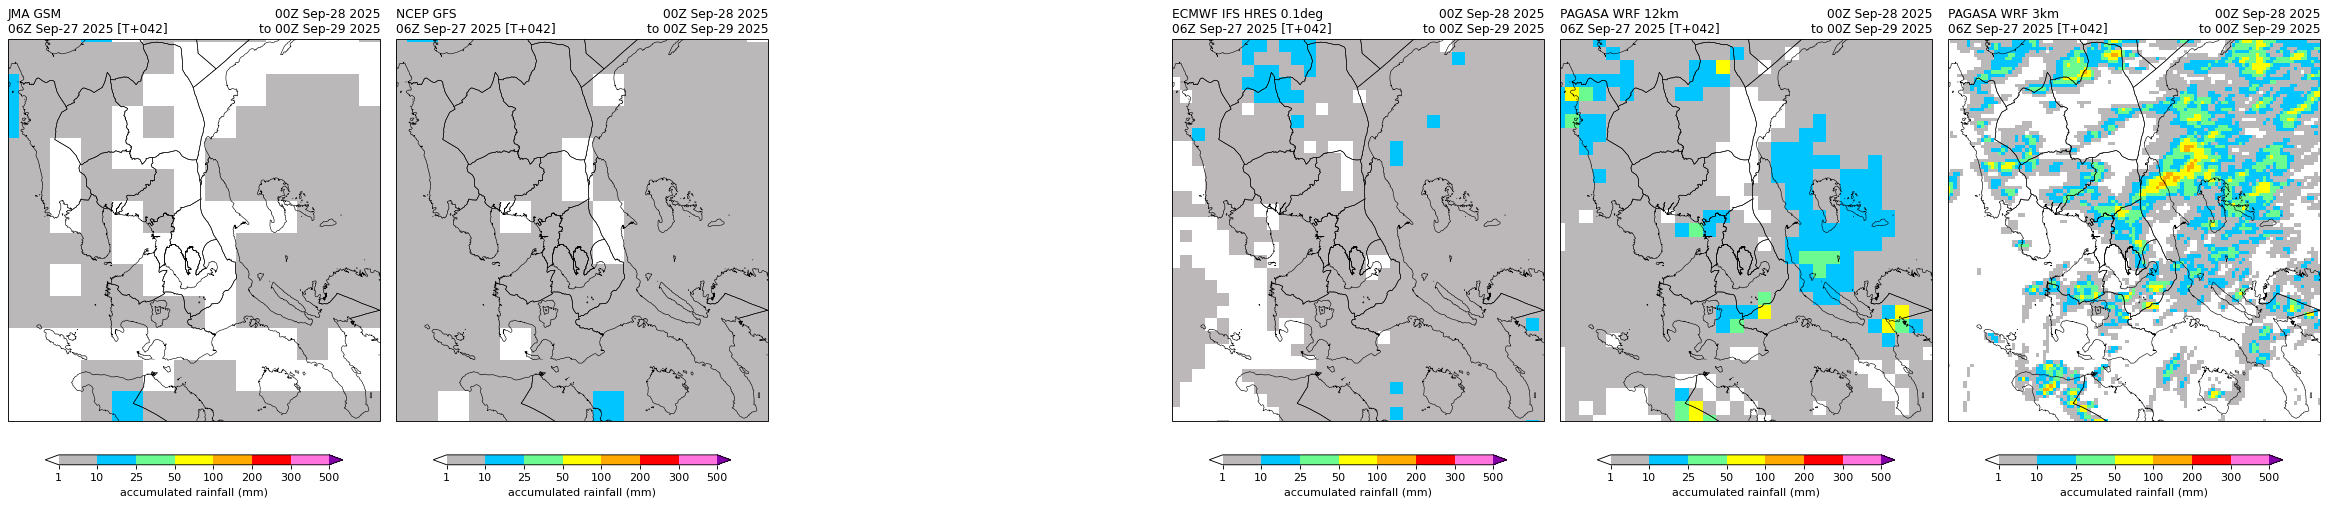 JMA GSM 00Z Sep-28 2025
06Z Sep-27 2025 [T+042] to 00Z Sep-29 2025
NCEP GFS 00Z Sep-28 2025
06Z Sep-27 2025 [T+042] to 00Z Sep-29 2025
ECMWF IFS HRES 0.1deg 00Z Sep-28 2025
06Z Sep-27 2025 [T+042] to 00Z Sep-29 2025
PAGASA WRF 12km 00Z Sep-28 2025
06Z Sep-27 2025 [T+042] to 00Z Sep-29 2025
PAGASA WRF 3km 00Z Sep-28 2025
06Z Sep-27 2025 [T+042] to 00Z Sep-29 2025
1 10 25 50 100 200 300 500
accumulated rainfall (mm)
1 10 25 50 100 200 300 500
accumulated rainfall (mm)
1 10 25 50 100 200 300 500
accumulated rainfall (mm)
1 10 25 50 100 200 300 500
accumulated rainfall (mm)
1 10 25 50 100 200 300 500
accumulated rainfall (mm)